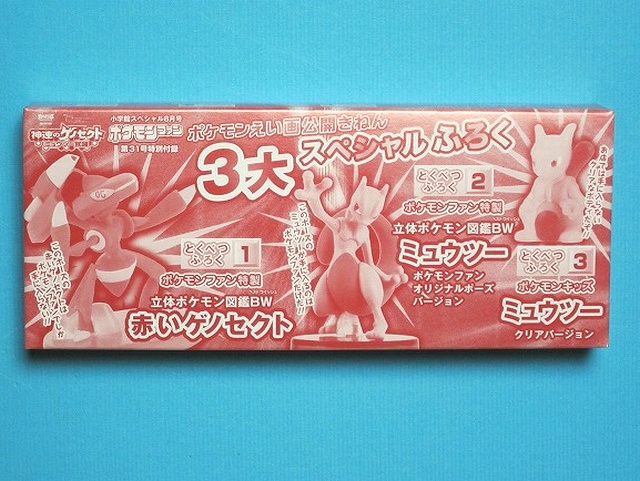 小学館スペシャル6月号
ポケモンファン
第31号特別付録
神速のゲノセクト
ポケモンえい画公開きねん
3大
スペシャルふろく
とくべつ
ふろく
1
ポケモンファン特製
立体ポケモン図鑑BW
赤いゲノセクト
とくべつ
ふろく
2
ポケモンファン特製
立体ポケモン図鑑BW
ミュウツー
ポケモンファン
オリジナルポーズ
バージョン
とくべつ
ふろく
3
ポケモンキッズ
ミュウツー
クリアバージョン